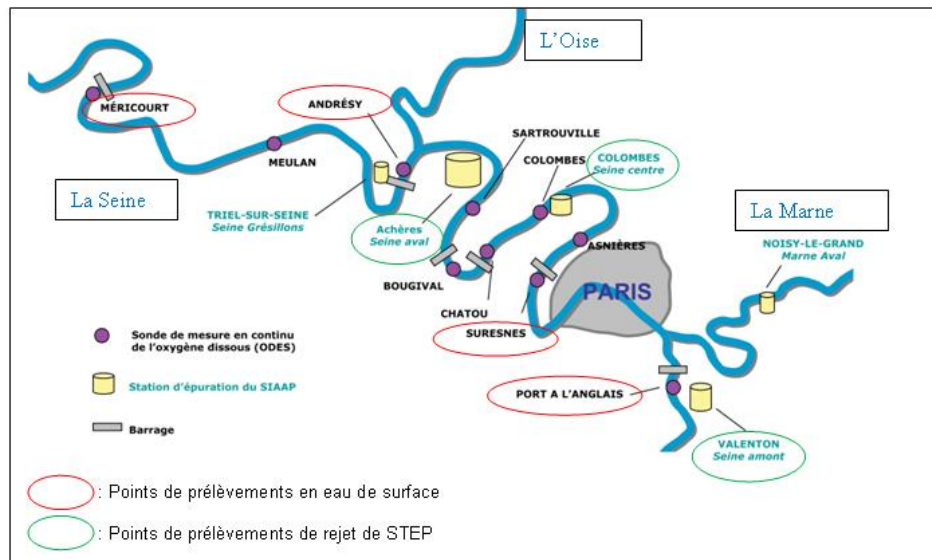 L'Oise
MÉRICOURT
ANDRÉSY
SARTROUVILLE
COLOMBES
COLOMBES
Seine centre
MEULAN
La Seine
TRIEL-SUR-SEINE
Seine Grésillons
Achères
Seine aval
La Marne
NOISY-LE-GRAND
Marne Aval
ASNIÈRES
BOUGIVAL
PARIS
CHATOU
SURESNES
Sonde de mesure en continu
de l'oxygène dissous (ODES)
Station d'épuration du SIAAP
PORT A L'ANGLAIS
Barrage
VALENTON
Seine amont
: Points de prélèvements en eau de surface
: Points de prélèvements de rejet de STEP